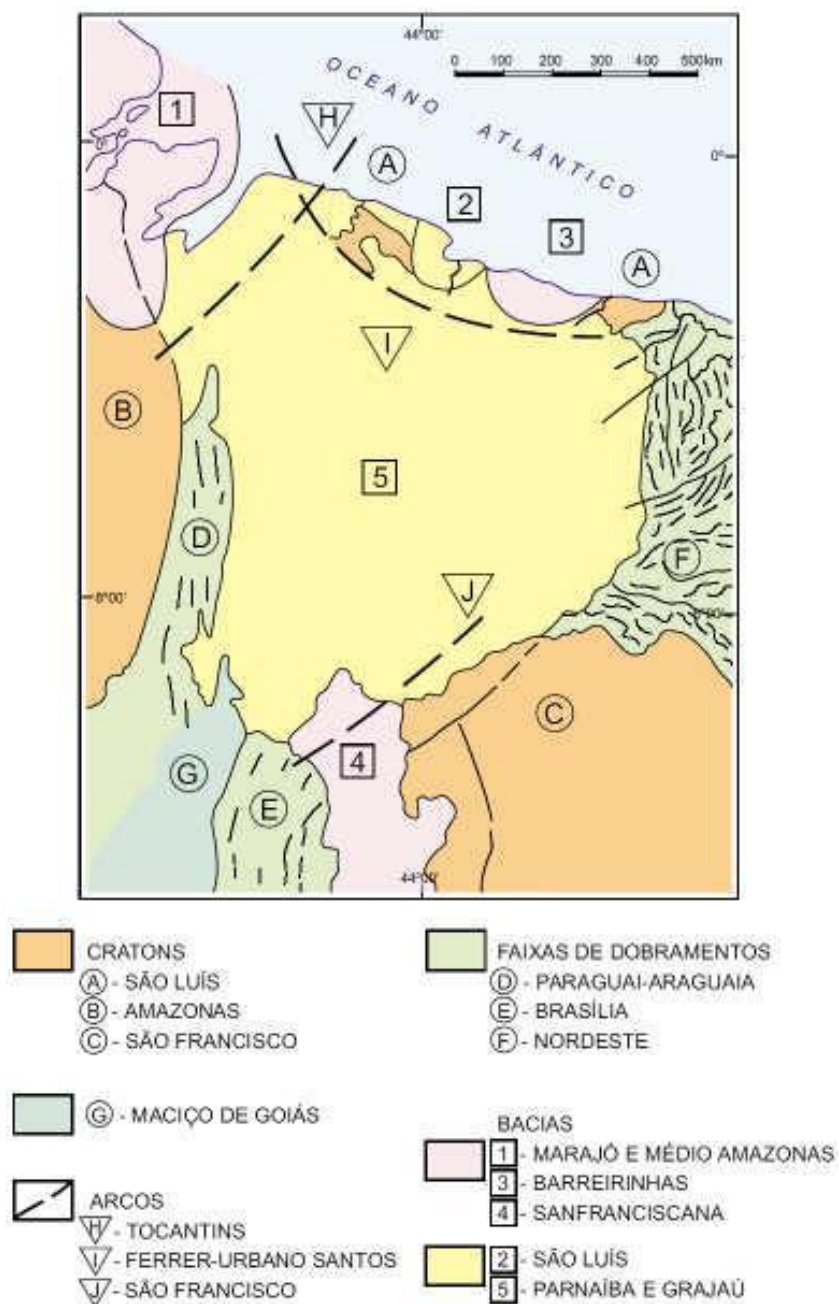 44°00'
0 100 200 300 400 500km
OCEANO ATLÂNTICO
1
H
0°
A
0°
2
3
A
I
B
5
D
F
J
8°00'
C
G
4
E
44°00'
CRATONS
A - SÃO LUÍS
B - AMAZONAS
C - SÃO FRANCISCO
FAIXAS DE DOBRAMENTOS
D - PARAGUAI-ARAGUAIA
E - BRASÍLIA
F - NORDESTE
G - MACIÇO DE GOIÁS
BACIAS
1 - MARAJÓ E MÉDIO AMAZONAS
3 - BARREIRINHAS
4 - SANFRANCISCANA
ARCOS
H - TOCANTINS
I - FERRER-URBANO SANTOS
J - SÃO FRANCISCO
2 - SÃO LUÍS
5 - PARNAÍBA E GRAJAÚ